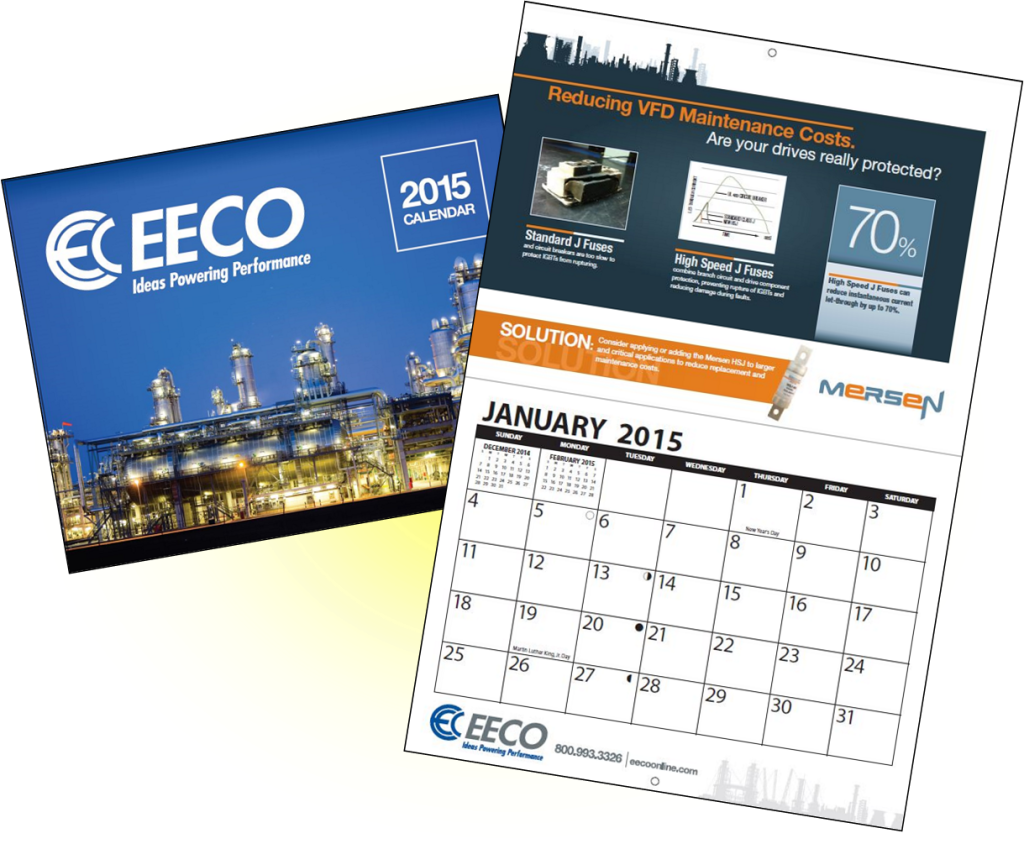 2015
CALENDAR
EC EECO
Ideas Powering Performance
Reducing VFD Maintenance Costs.
Are your drives really protected?
Standard J Fuses
and circuit breakers are too slow to
protect IGBTs from rupturing.
High Speed J Fuses
combine branch circuit and drive component
protection, preventing rupture of IGBTs and
reducing damage during faults.
70%
High Speed J Fuses can
reduce instantaneous current
let-through by up to 70%.
SOLUTION:
Consider applying or adding the Mersen HSJ to larger
and critical applications to reduce replacement and
maintenance costs.
MERSEN
JANUARY 2015
SUNDAY MONDAY TUESDAY WEDNESDAY THURSDAY FRIDAY SATURDAY
DECEMBER 2014 FEBRUARY 2015
1 2 3
New Year's Day
4 5 6 7 8 9 10
11 12 13 14 15 16 17
18 19 20 21 22 23 24
Martin Luther King, Jr. Day
25 26 27 28 29 30 31
EC EECO
Ideas Powering Performance
800.993.3326 | eecoonline.com